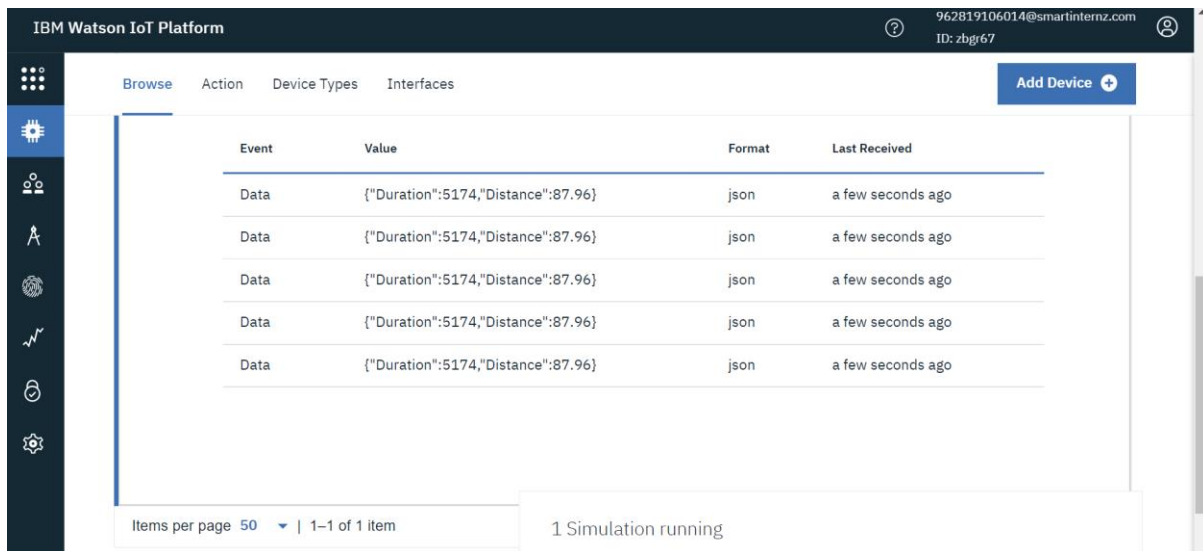 IBM Watson IoT Platform
962819106014@smartinternz.com
ID: zbgr67
Browse Action Device Types Interfaces
Add Device
Event Value Format Last Received
Data {"Duration":5174,"Distance":87.96} json a few seconds ago
Data {"Duration":5174,"Distance":87.96} json a few seconds ago
Data {"Duration":5174,"Distance":87.96} json a few seconds ago
Data {"Duration":5174,"Distance":87.96} json a few seconds ago
Data {"Duration":5174,"Distance":87.96} json a few seconds ago
Items per page 50 | 1–1 of 1 item
1 Simulation running